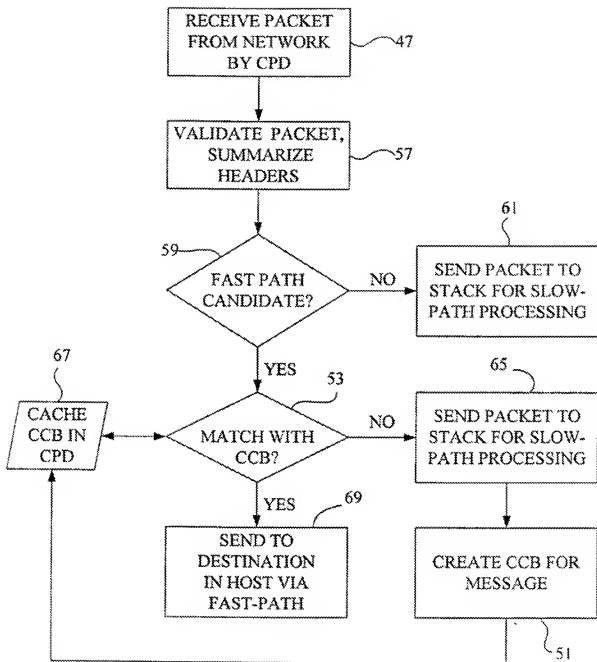 RECEIVE PACKET
FROM NETWORK
BY CPD
47
VALIDATE PACKET,
SUMMARIZE
HEADERS
57
59
FAST PATH
CANDIDATE?
NO
61
SEND PACKET TO
STACK FOR SLOW-
PATH PROCESSING
YES
67
CACHE
CCB IN
CPD
53
MATCH WITH
CCB?
NO
65
SEND PACKET TO
STACK FOR SLOW-
PATH PROCESSING
YES
69
SEND TO
DESTINATION
IN HOST VIA
FAST-PATH
CREATE CCB FOR
MESSAGE
51